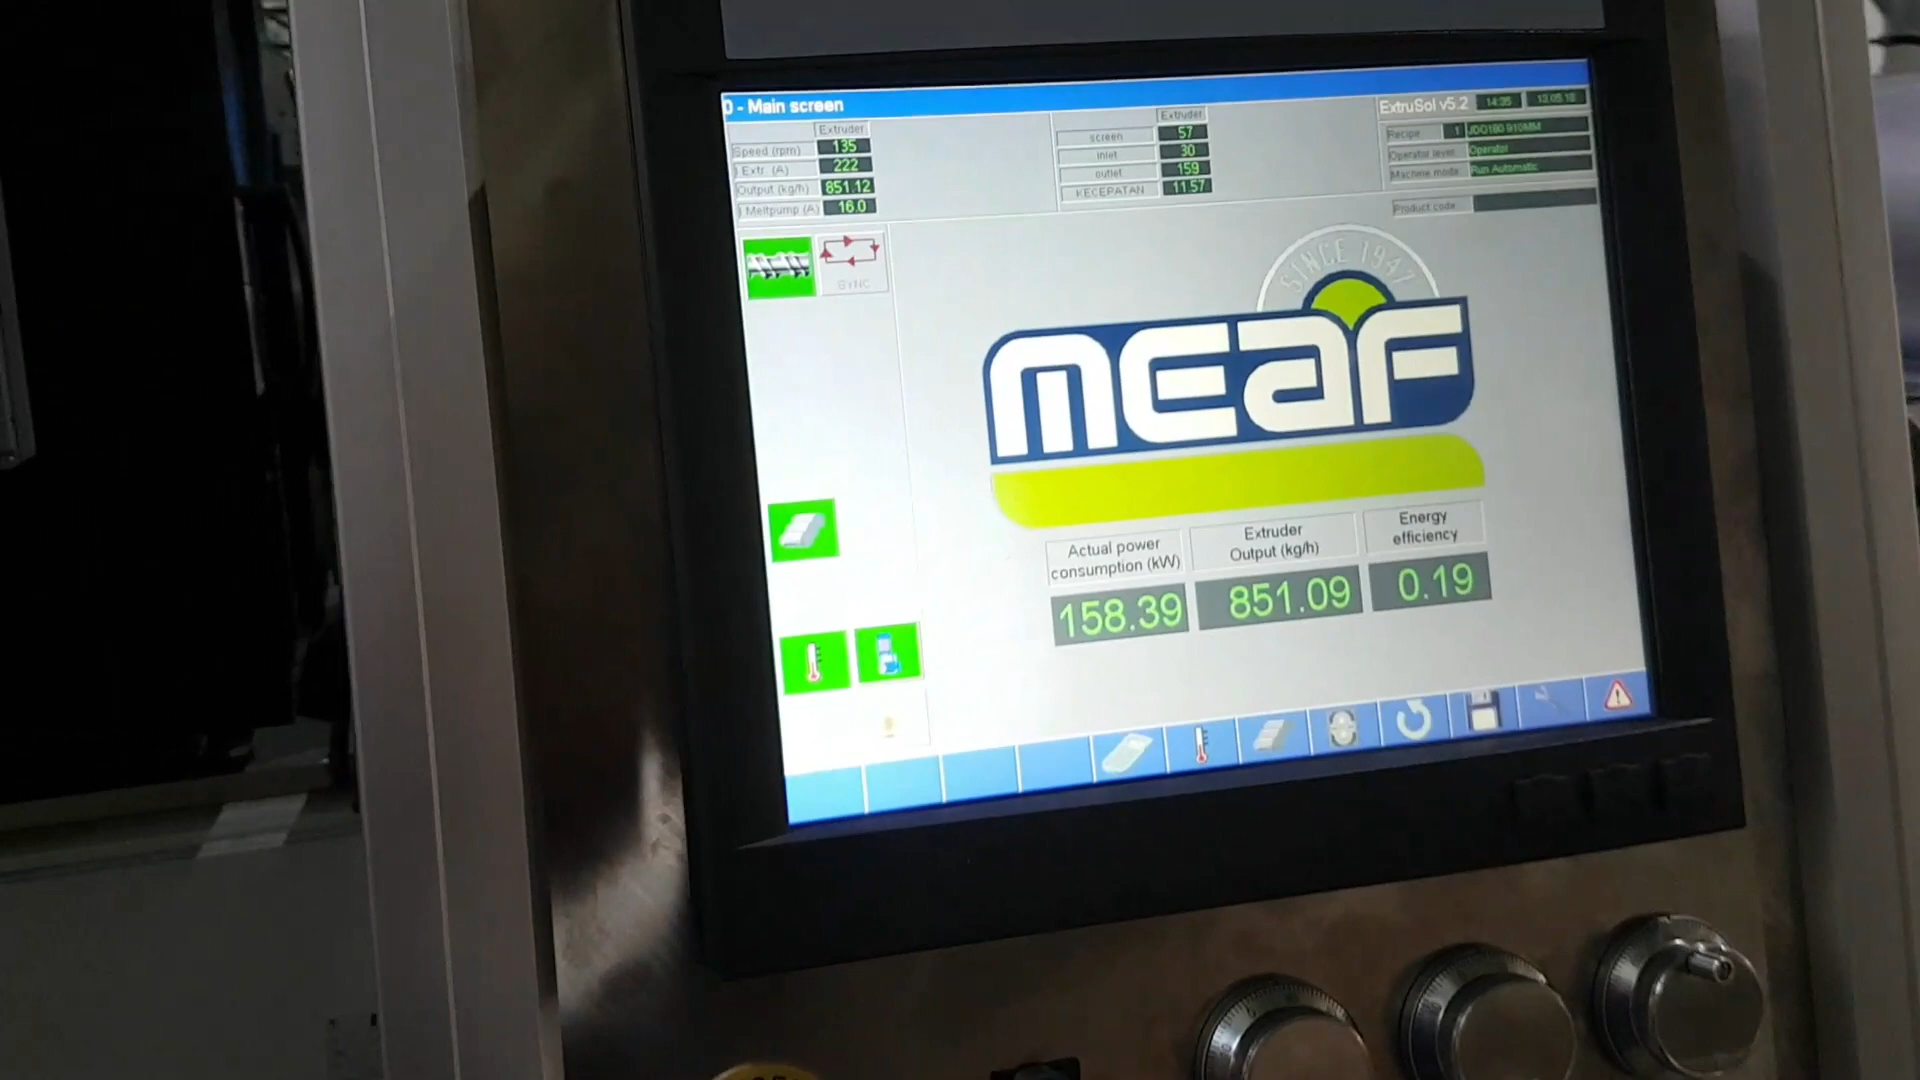 0 - Main screen
ExtruSol v5.2 14:35 13.05.18
Extruder
Speed (rpm) 135
) Extr. (A) 222
Output (kg/h) 851.12
) Meltpump (A) 16.0
Extruder
screen 57
inlet 30
outlet 159
KECEPATAN 11.57
Recipe 1 JDO180 910MM
Operator level Operator
Machine mode Run Automatic
Product code
SYNC
SINCE 1947
meaf
Actual power
consumption (kW)
158.39
Extruder
Output (kg/h)
851.09
Energy
efficiency
0.19